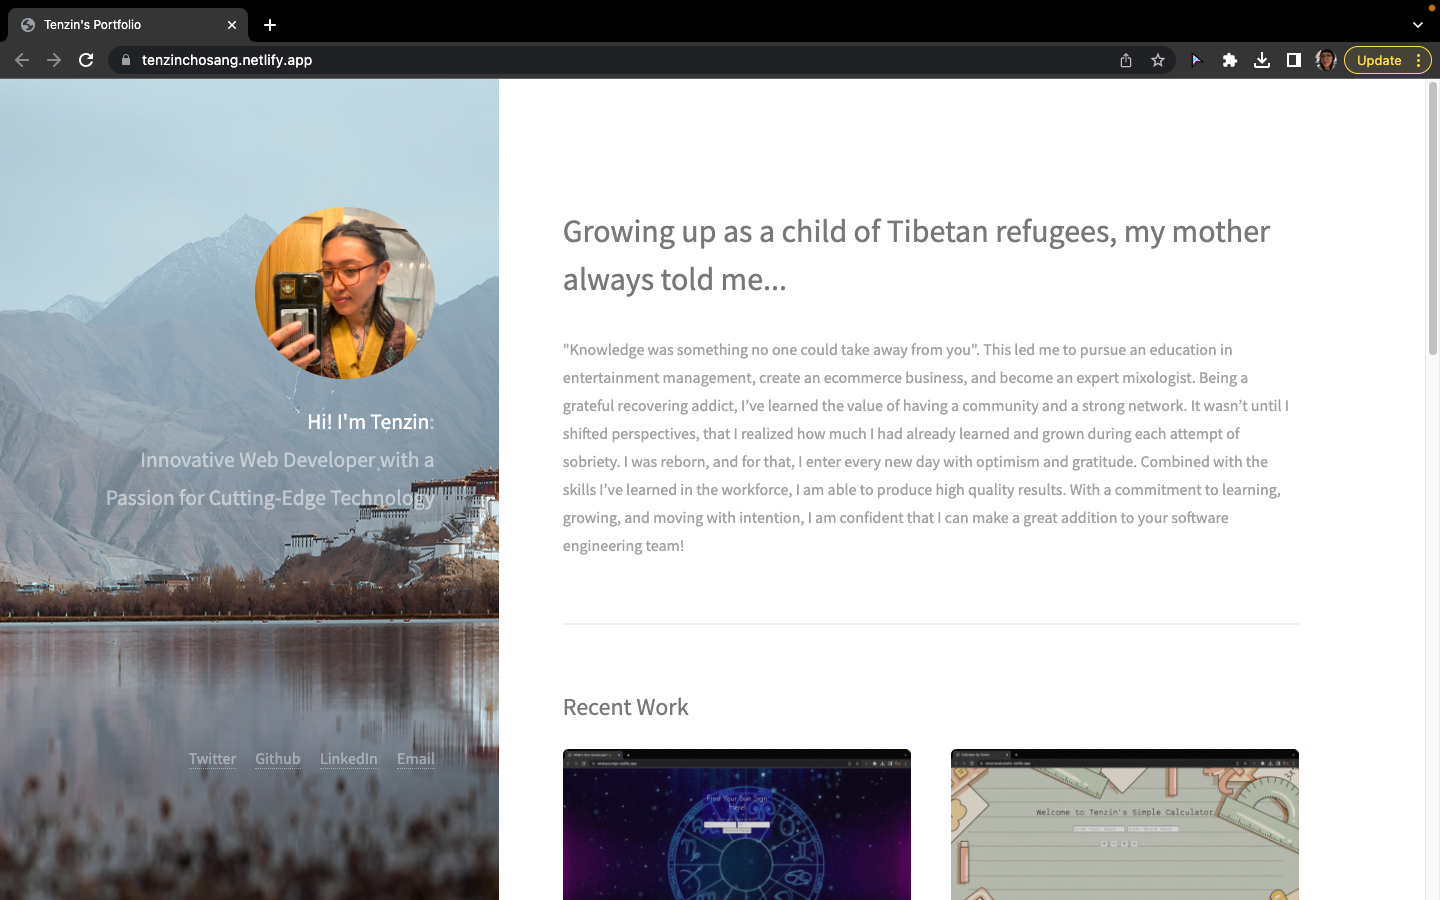 Tenzin's Portfolio
tenzinchosang.netlify.app
Update
Hi! I'm Tenzin:
Innovative Web Developer with a
Passion for Cutting-Edge Technology
Twitter Github LinkedIn Email
Growing up as a child of Tibetan refugees, my mother
always told me...
"Knowledge was something no one could take away from you". This led me to pursue an education in
entertainment management, create an ecommerce business, and become an expert mixologist. Being a
grateful recovering addict, I’ve learned the value of having a community and a strong network. It wasn’t until I
shifted perspectives, that I realized how much I had already learned and grown during each attempt of
sobriety. I was reborn, and for that, I enter every new day with optimism and gratitude. Combined with the
skills I’ve learned in the workforce, I am able to produce high quality results. With a commitment to learning,
growing, and moving with intention, I am confident that I can make a great addition to your software
engineering team!
Recent Work
Find Your Sun Sign
Here!
Welcome to Tenzin's Simple Calculator